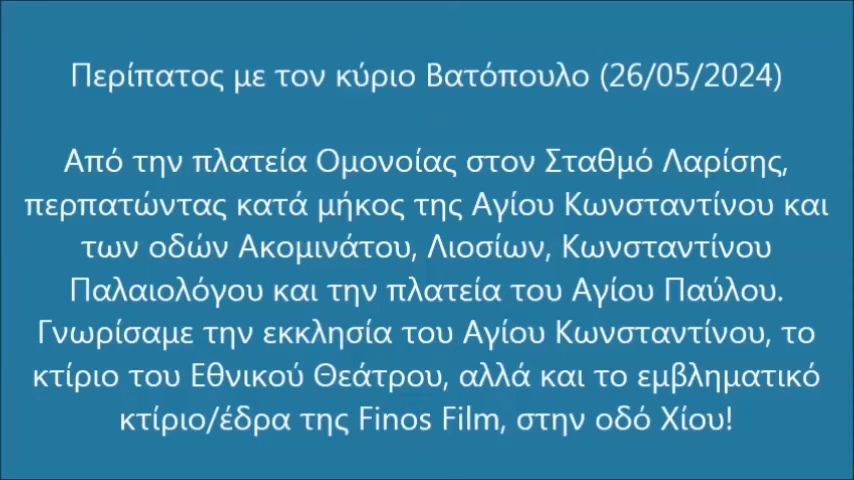 Περίπατος με τον κύριο Βατόπουλο (26/05/2024)
Από την πλατεία Ομονοίας στον Σταθμό Λαρίσης,
περπατώντας κατά μήκος της Αγίου Κωνσταντίνου και
των οδών Ακομινάτου, Λιοσίων, Κωνσταντίνου
Παλαιολόγου και την πλατεία του Αγίου Παύλου.
Γνωρίσαμε την εκκλησία του Αγίου Κωνσταντίνου, το
κτίριο του Εθνικού Θεάτρου, αλλά και το εμβληματικό
κτίριο/έδρα της Finos Film, στην οδό Χίου!